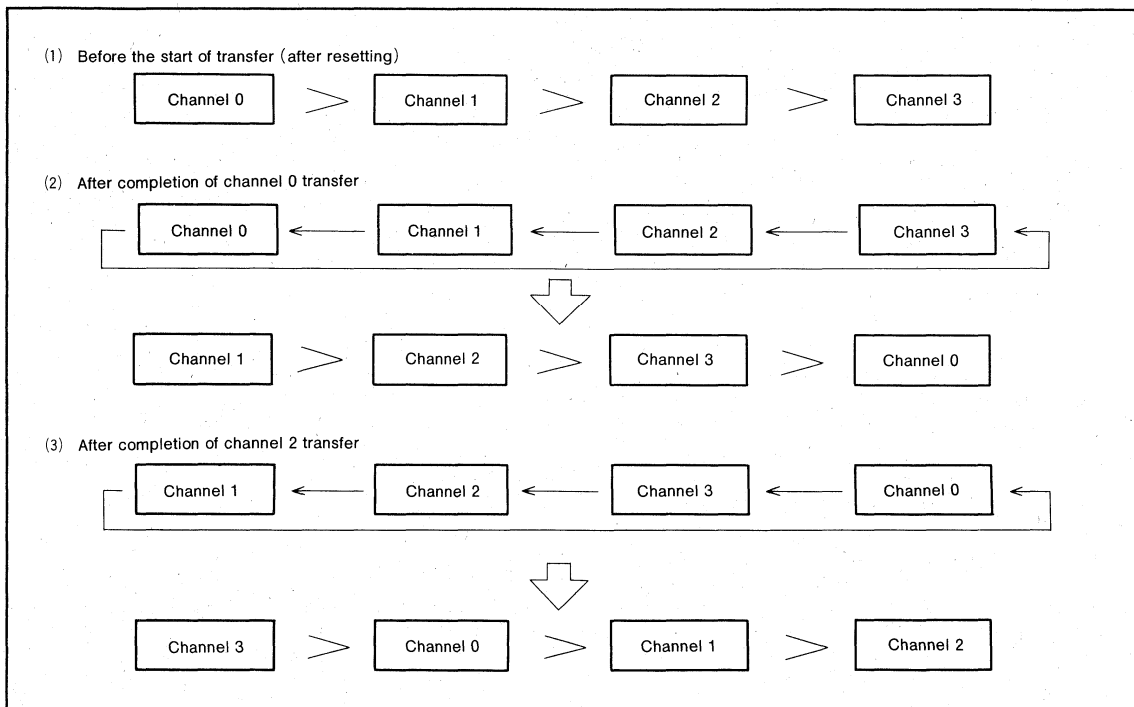 (1) Before the start of transfer (after resetting)
Channel 0 > Channel 1 > Channel 2 > Channel 3
(2) After completion of channel 0 transfer
Channel 0 Channel 1 Channel 2 Channel 3
Channel 1 > Channel 2 > Channel 3 > Channel 0
(3) After completion of channel 2 transfer
Channel 1 Channel 2 Channel 3 Channel 0
Channel 3 > Channel 0 > Channel 1 > Channel 2